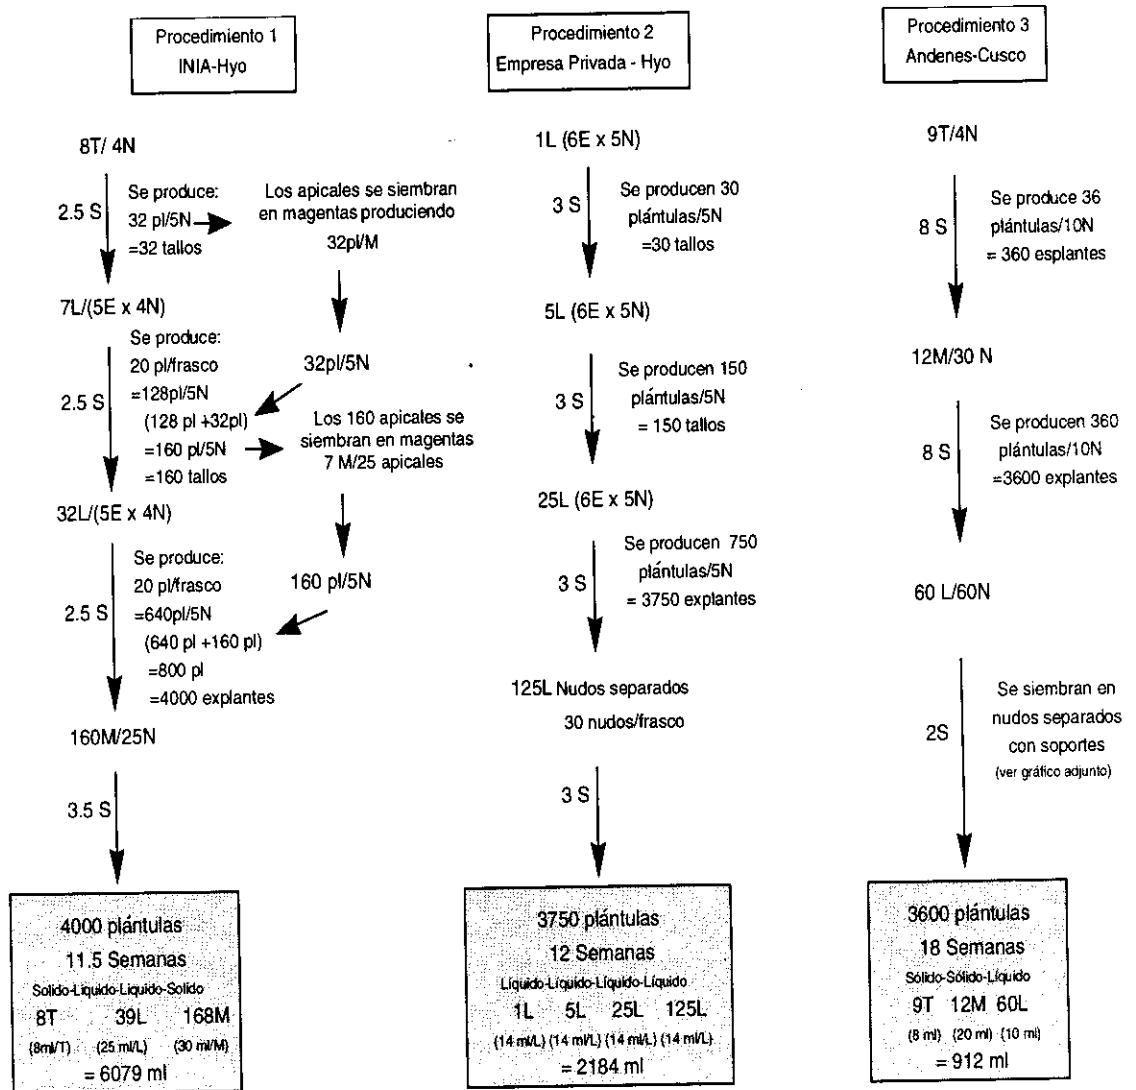 Procedimiento 1
INIA-Hyo
8T/ 4N
2.5 S
Se produce:
32 pl/5N
=32 tallos
Los apicales se siembran
en magentas produciendo
32pl/M
7L/(5E x 4N)
2.5 S
Se produce:
20 pl/frasco
=128pl/5N
(128 pl +32pl)
=160 pl/5N
=160 tallos
32pl/5N
Los 160 apicales se
siembran en magentas
7 M/25 apicales
32L/(5E x 4N)
2.5 S
Se produce:
20 pl/frasco
=640pl/5N
(640 pl +160 pl)
=800 pl
=4000 explantes
160 pl/5N
160M/25N
3.5 S
4000 plántulas
11.5 Semanas
Solido-Liquido-Liquido-Solido
8T 39L 168M
(8ml/T) (25 ml/L) (30 ml/M)
= 6079 ml
Procedimiento 2
Empresa Privada - Hyo
1L (6E x 5N)
3 S
Se producen 30
plántulas/5N
=30 tallos
5L (6E x 5N)
3 S
Se producen 150
plántulas/5N
= 150 tallos
25L (6E x 5N)
3 S
Se producen 750
plántulas/5N
= 3750 explantes
125L Nudos separados
30 nudos/frasco
3 S
3750 plántulas
12 Semanas
Líquido-Líquido-Líquido-Líquido
1L 5L 25L 125L
(14 ml/L) (14 ml/L) (14 ml/L) (14 ml/L)
= 2184 ml
Procedimiento 3
Andenes-Cusco
9T/4N
8 S
Se produce 36
plántulas/10N
= 360 esplantes
12M/30 N
8 S
Se producen 360
plántulas/10N
=3600 explantes
60 L/60N
2S
Se siembran en
nudos separados
con soportes
(ver gráfico adjunto)
3600 plántulas
18 Semanas
Sólido-Sólido-Líquido
9T 12M 60L
(8 ml) (20 ml) (10 ml)
= 912 ml